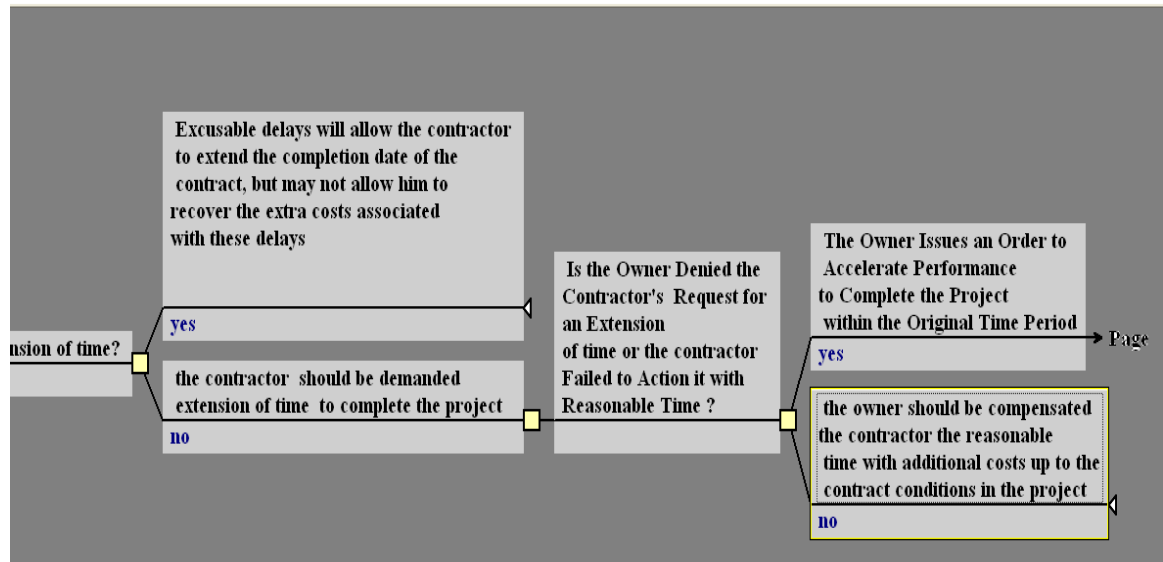 nsion of time?
Excusable delays will allow the contractor
to extend the completion date of the
contract, but may not allow him to
recover the extra costs associated
with these delays
yes
the contractor should be demanded
extension of time to complete the project
no
Is the Owner Denied the
Contractor's Request for
an Extension
of time or the contractor
Failed to Action it with
Reasonable Time ?
The Owner Issues an Order to
Accelerate Performance
to Complete the Project
within the Original Time Period
yes
Page
the owner should be compensated
the contractor the reasonable
time with additional costs up to the
contract conditions in the project
no